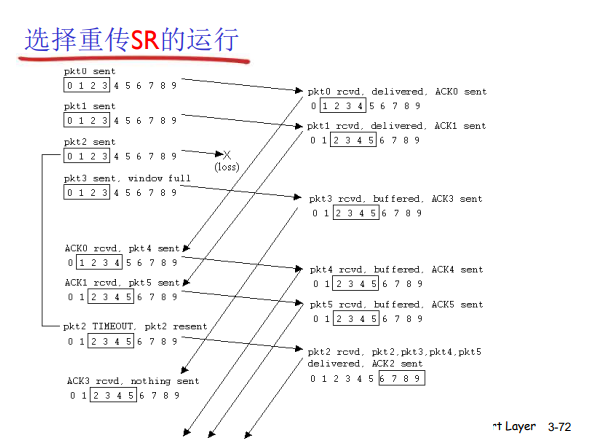 选择重传SR的运行
pkt0 sent
0 1 2 3 4 5 6 7 8 9
pkt1 sent
0 1 2 3 4 5 6 7 8 9
pkt2 sent
0 1 2 3 4 5 6 7 8 9
X
(loss)
pkt3 sent, window full
0 1 2 3 4 5 6 7 8 9
ACK0 rcvd, pkt4 sent
0 1 2 3 4 5 6 7 8 9
ACK1 rcvd, pkt5 sent
0 1 2 3 4 5 6 7 8 9
pkt2 TIMEOUT, pkt2 resent
0 1 2 3 4 5 6 7 8 9
ACK3 rcvd, nothing sent
0 1 2 3 4 5 6 7 8 9
pkt0 rcvd, delivered, ACK0 sent
0 1 2 3 4 5 6 7 8 9
pkt1 rcvd, delivered, ACK1 sent
0 1 2 3 4 5 6 7 8 9
pkt3 rcvd, buffered, ACK3 sent
0 1 2 3 4 5 6 7 8 9
pkt4 rcvd, buffered, ACK4 sent
0 1 2 3 4 5 6 7 8 9
pkt5 rcvd, buffered, ACK5 sent
0 1 2 3 4 5 6 7 8 9
pkt2 rcvd, pkt2,pkt3,pkt4,pkt5
delivered, ACK2 sent
0 1 2 3 4 5 6 7 8 9
rt Layer 3-72